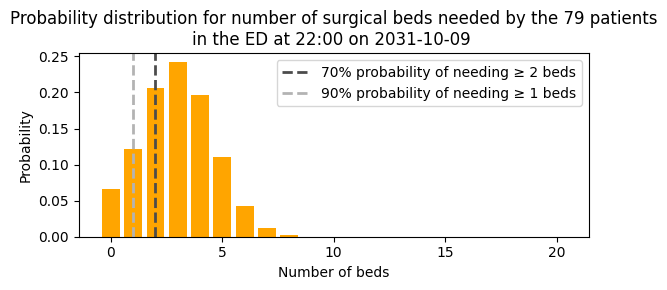 Probability distribution for number of surgical beds needed by the 79 patients
in the ED at 22:00 on 2031-10-09
0.25
0.20
0.15
0.10
0.05
0.00
Probability
70% probability of needing ≥ 2 beds
90% probability of needing ≥ 1 beds
0
5
10
15
20
Number of beds